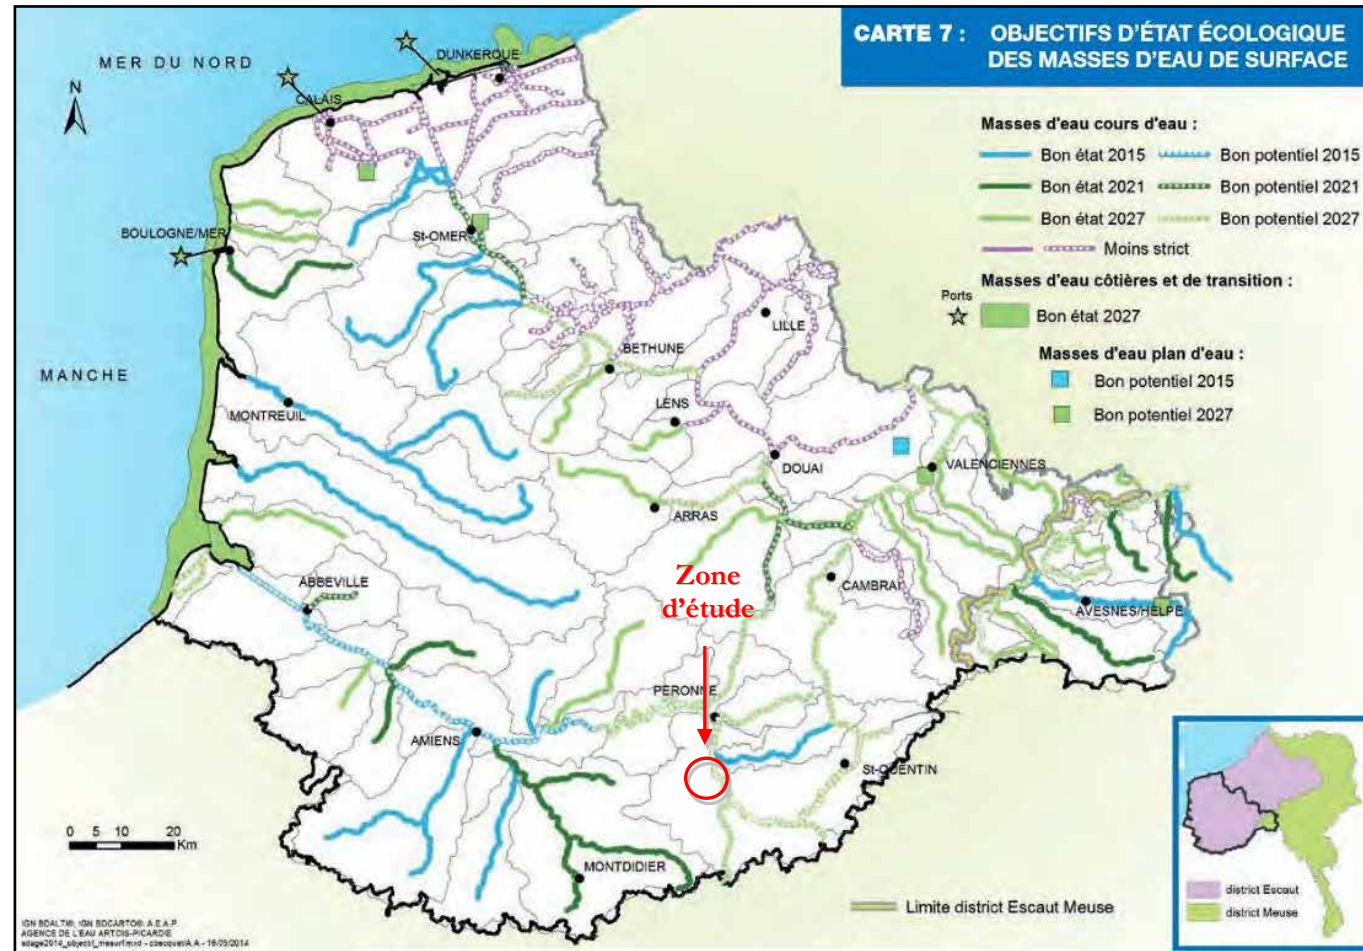 CARTE 7 : OBJECTIFS D'ÉTAT ÉCOLOGIQUE
DES MASSES D'EAU DE SURFACE
MER DU NORD
N
DUNKERQUE
CALAIS
BOULOGNE/MER
St-OMER
MANCHE
MONTREUIL
BETHUNE
LILLE
LENS
DOUAI
VALENCIENNES
ARRAS
ABBEVILLE
CAMBRAI
AVESNES/HELPE
Zone
d'étude
PERONNE
AMIENS
St-QUENTIN
MONTDIDIER
Masses d'eau cours d'eau :
Bon état 2015 Bon potentiel 2015
Bon état 2021 Bon potentiel 2021
Bon état 2027 Bon potentiel 2027
Moins strict
Masses d'eau côtières et de transition :
Ports
Bon état 2027
Masses d'eau plan d'eau :
Bon potentiel 2015
Bon potentiel 2027
0 5 10 20
Km
Limite district Escaut Meuse
district Escaut
district Meuse
AGENCE DE L'EAU ARTOIS-PICARDIE